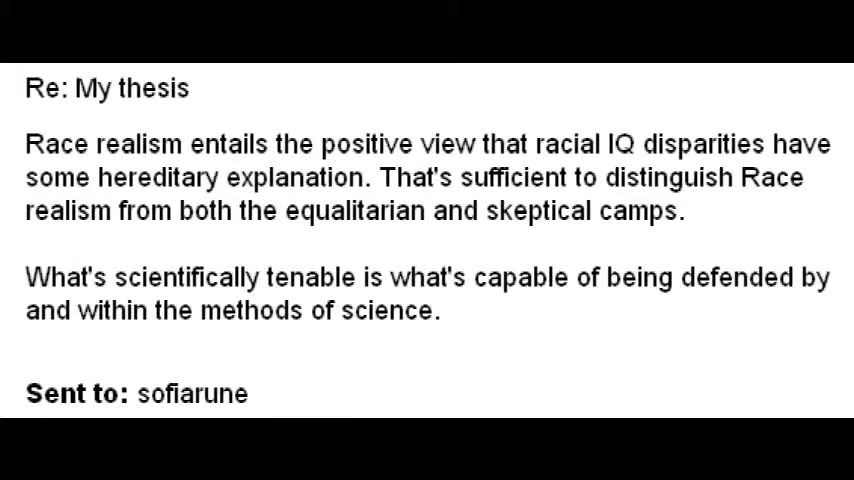 Re: My thesis
Race realism entails the positive view that racial IQ disparities have
some hereditary explanation. That's sufficient to distinguish Race
realism from both the equalitarian and skeptical camps.
What's scientifically tenable is what's capable of being defended by
and within the methods of science.
Sent to: sofiarune